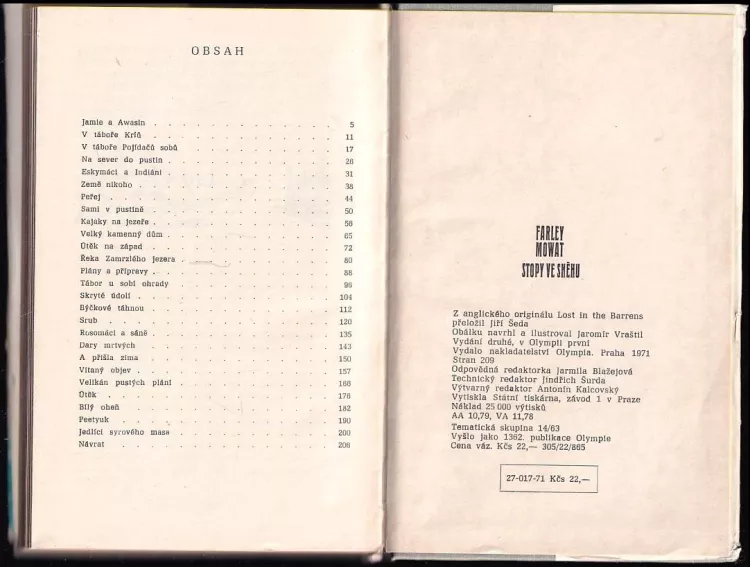 OBSAH
Jamie a Awasin . . . . . . . . . . . . 5
V táboře Kríů . . . . . . . . . . . . 11
V táboře Pojídačů sobů . . . . . . . . . . . 17
Na sever do pustin . . . . . . . . . . . . 26
Eskymáci a Indiáni . . . . . . . . . . . . 31
Země nikoho . . . . . . . . . . . . 38
Peřej . . . . . . . . . . . . 44
Sami v pustině . . . . . . . . . . . . 50
Kajaky na jezeře . . . . . . . . . . . . 58
Velký kamenný dům . . . . . . . . . . . . 65
Útěk na západ . . . . . . . . . . . . 72
Řeka Zamrzlého jezera . . . . . . . . . . . 80
Plány a přípravy . . . . . . . . . . . . 88
Tábor u sobí ohrady . . . . . . . . . . . 98
Skryté údolí . . . . . . . . . . . . 104
Býčkové táhnou . . . . . . . . . . . . 112
Srub . . . . . . . . . . . . 120
Rosomáci a sáně . . . . . . . . . . . . 135
Dary mrtvých . . . . . . . . . . . . 143
A přišla zima . . . . . . . . . . . . 150
Vítaný objev . . . . . . . . . . . . 157
Velikán pustých plání . . . . . . . . . . . 168
Útěk . . . . . . . . . . . . 176
Bílý oheň . . . . . . . . . . . . 182
Peetyuk . . . . . . . . . . . . 190
Jedlíci syrového masa . . . . . . . . . . . 200
Návrat . . . . . . . . . . . . 206
FARLEY
MOWAT
STOPY VE SNĚHU
Z anglického originálu Lost in the Barrens
přeložil Jiří Šeda
Obálku navrhl a ilustroval Jaromír Vraštil
Vydání druhé, v Olympii první
Vydalo nakladatelství Olympia. Praha 1971
Stran 209
Odpovědná redaktorka Jarmila Blažejová
Technický redaktor Jindřich Šurda
Výtvarný redaktor Antonín Kalcovský
Vytiskla Státní tiskárna, závod 1 v Praze
Náklad 25 000 výtisků
AA 10,79, VA 11,78
Tematická skupina 14/63
Vyšlo jako 1362. publikace Olympie
Cena váz. Kčs 22,— 305/22/865
27-017-71 Kčs 22,—